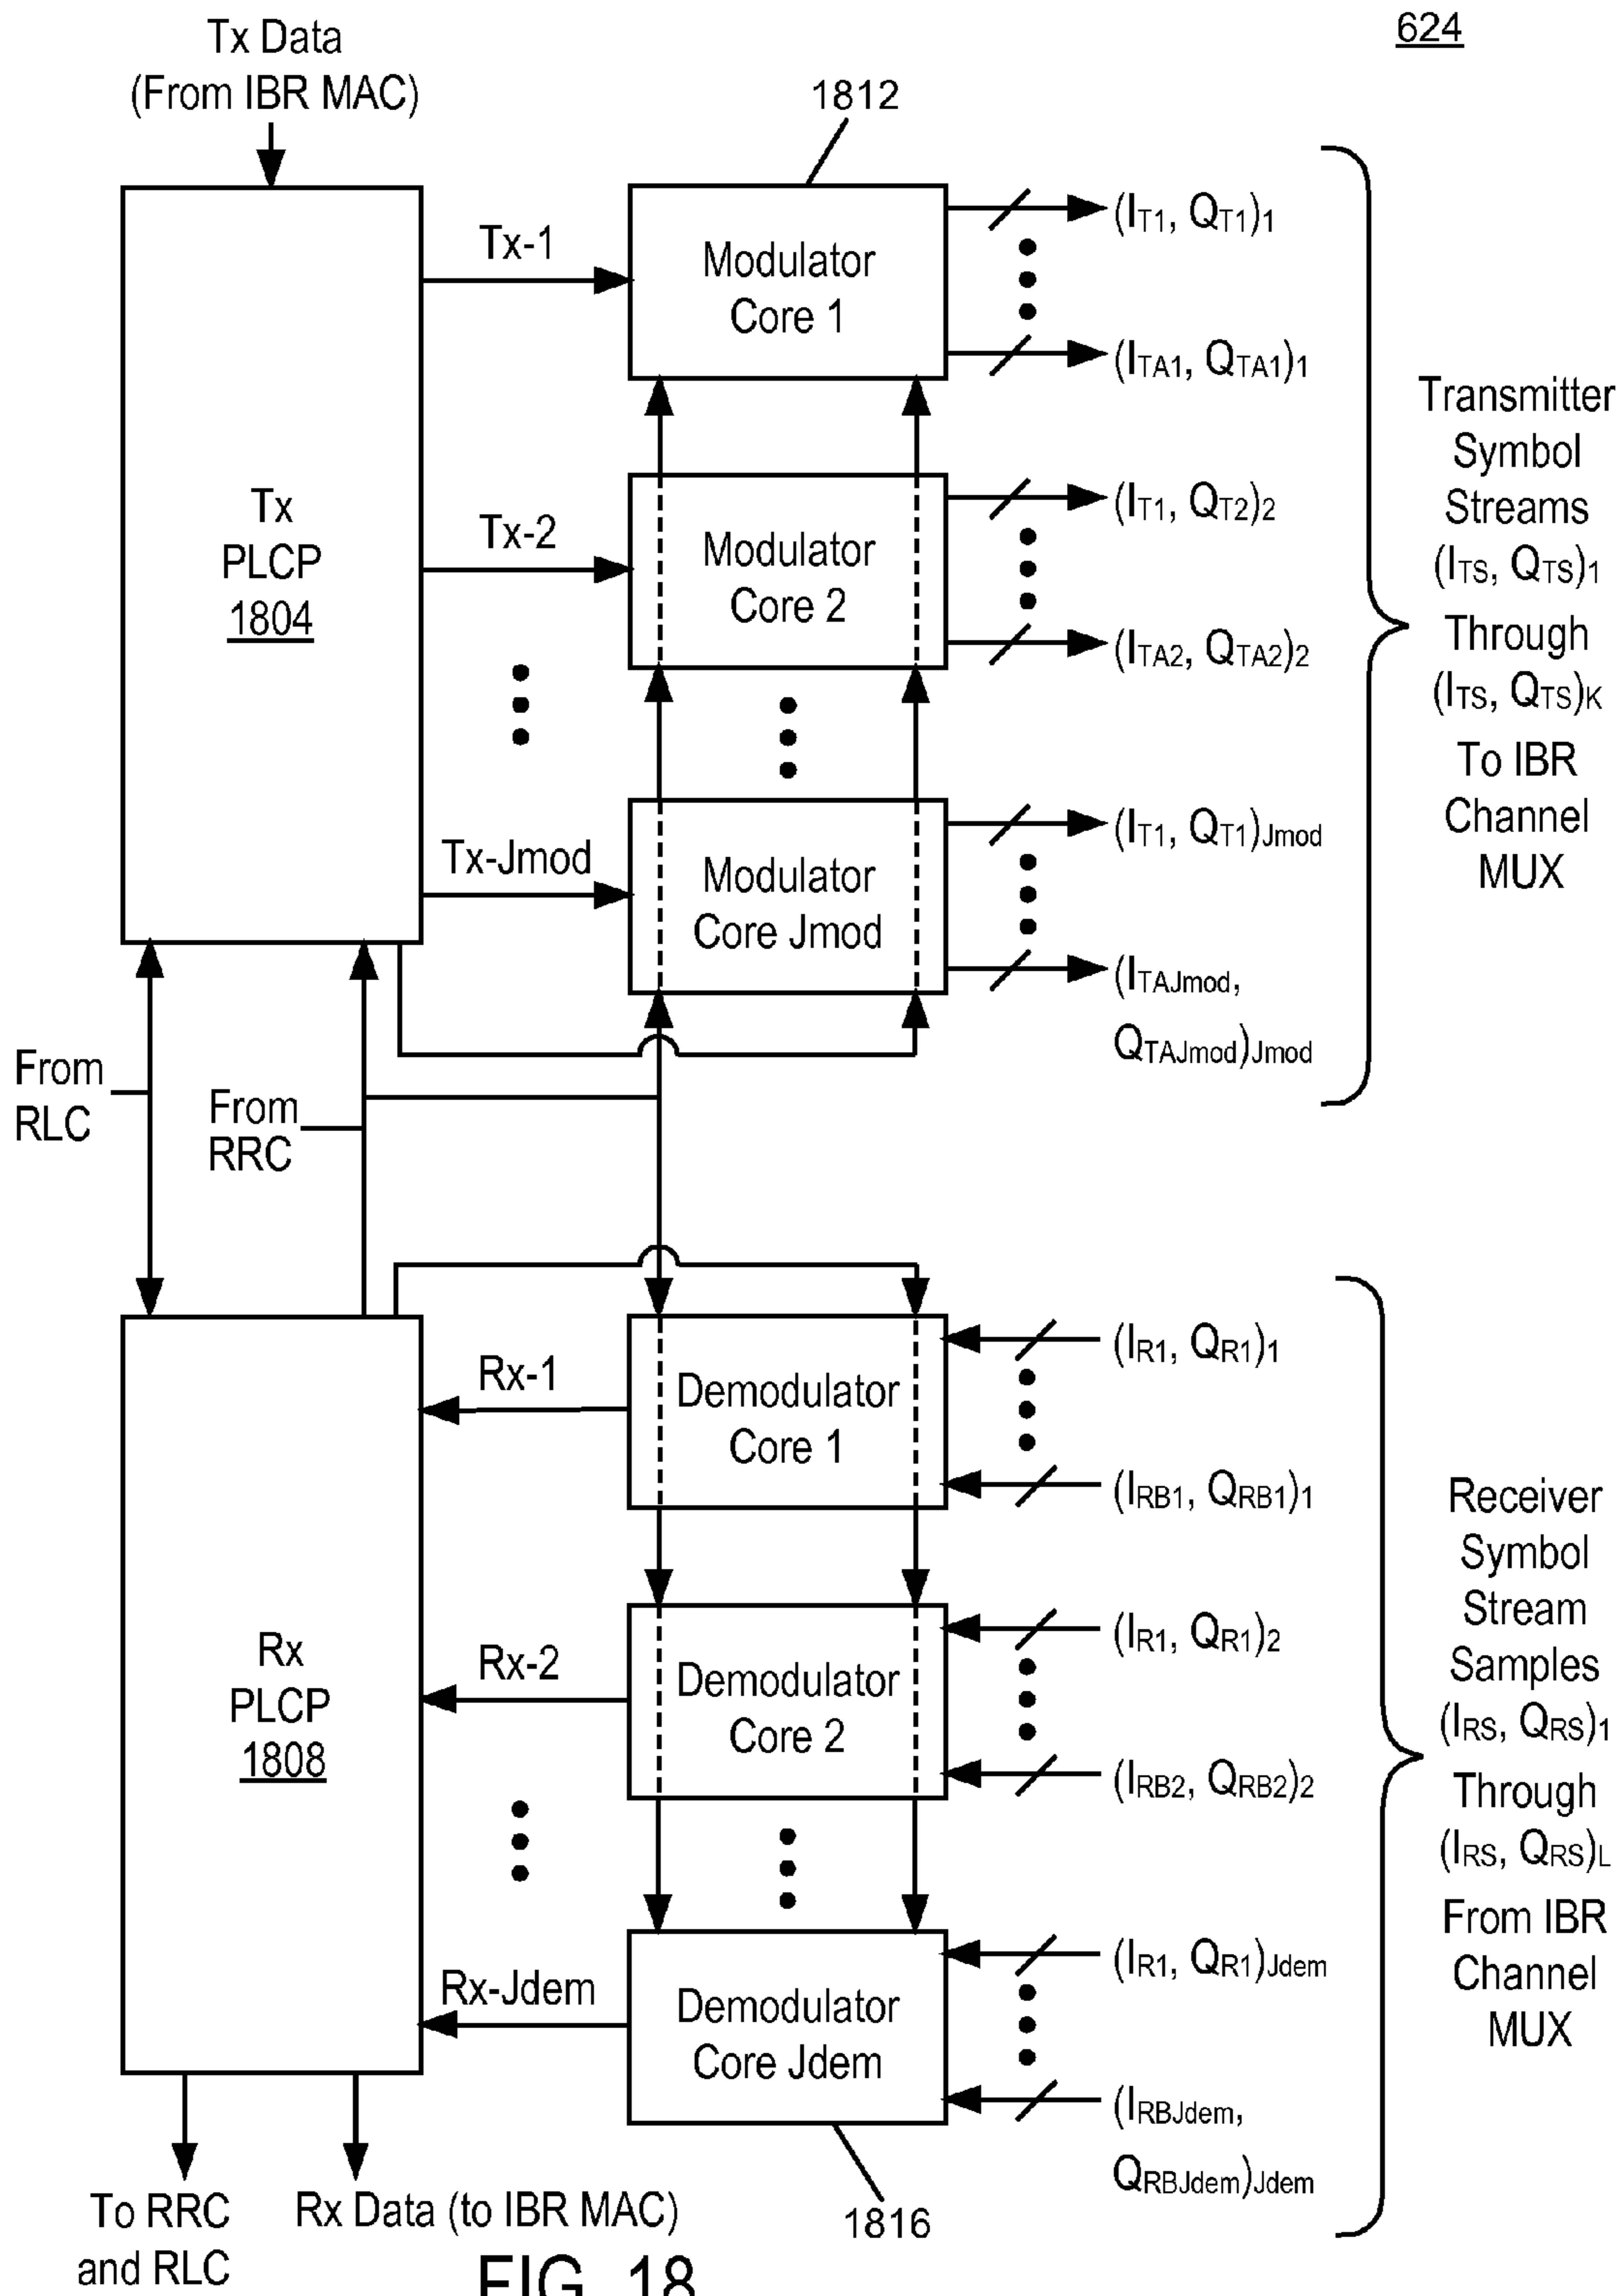 624
Tx Data
(From IBR MAC)
1812
Tx
PLCP
1804
Tx-1
Tx-2
Tx-Jmod
Modulator
Core 1
Modulator
Core 2
Modulator
Core Jmod
(IT1, QT1)1
(ITA1, QTA1)1
(IT1, QT2)2
(ITA2, QTA2)2
(IT1, QT1)Jmod
(ITAJmod,
QTAJmod)Jmod
Transmitter
Symbol
Streams
(ITS, QTS)1
Through
(ITS, QTS)K
To IBR
Channel
MUX
From
RLC
From
RRC
Rx
PLCP
1808
Rx-1
Rx-2
Rx-Jdem
Demodulator
Core 1
Demodulator
Core 2
Demodulator
Core Jdem
1816
(IR1, QR1)1
(IRB1, QRB1)1
(IR1, QR1)2
(IRB2, QRB2)2
(IR1, QR1)Jdem
(IRBJdem,
QRBJdem)Jdem
Receiver
Symbol
Stream
Samples
(IRS, QRS)1
Through
(IRS, QRS)L
From IBR
Channel
MUX
To RRC
and RLC
Rx Data (to IBR MAC)
FIG. 18